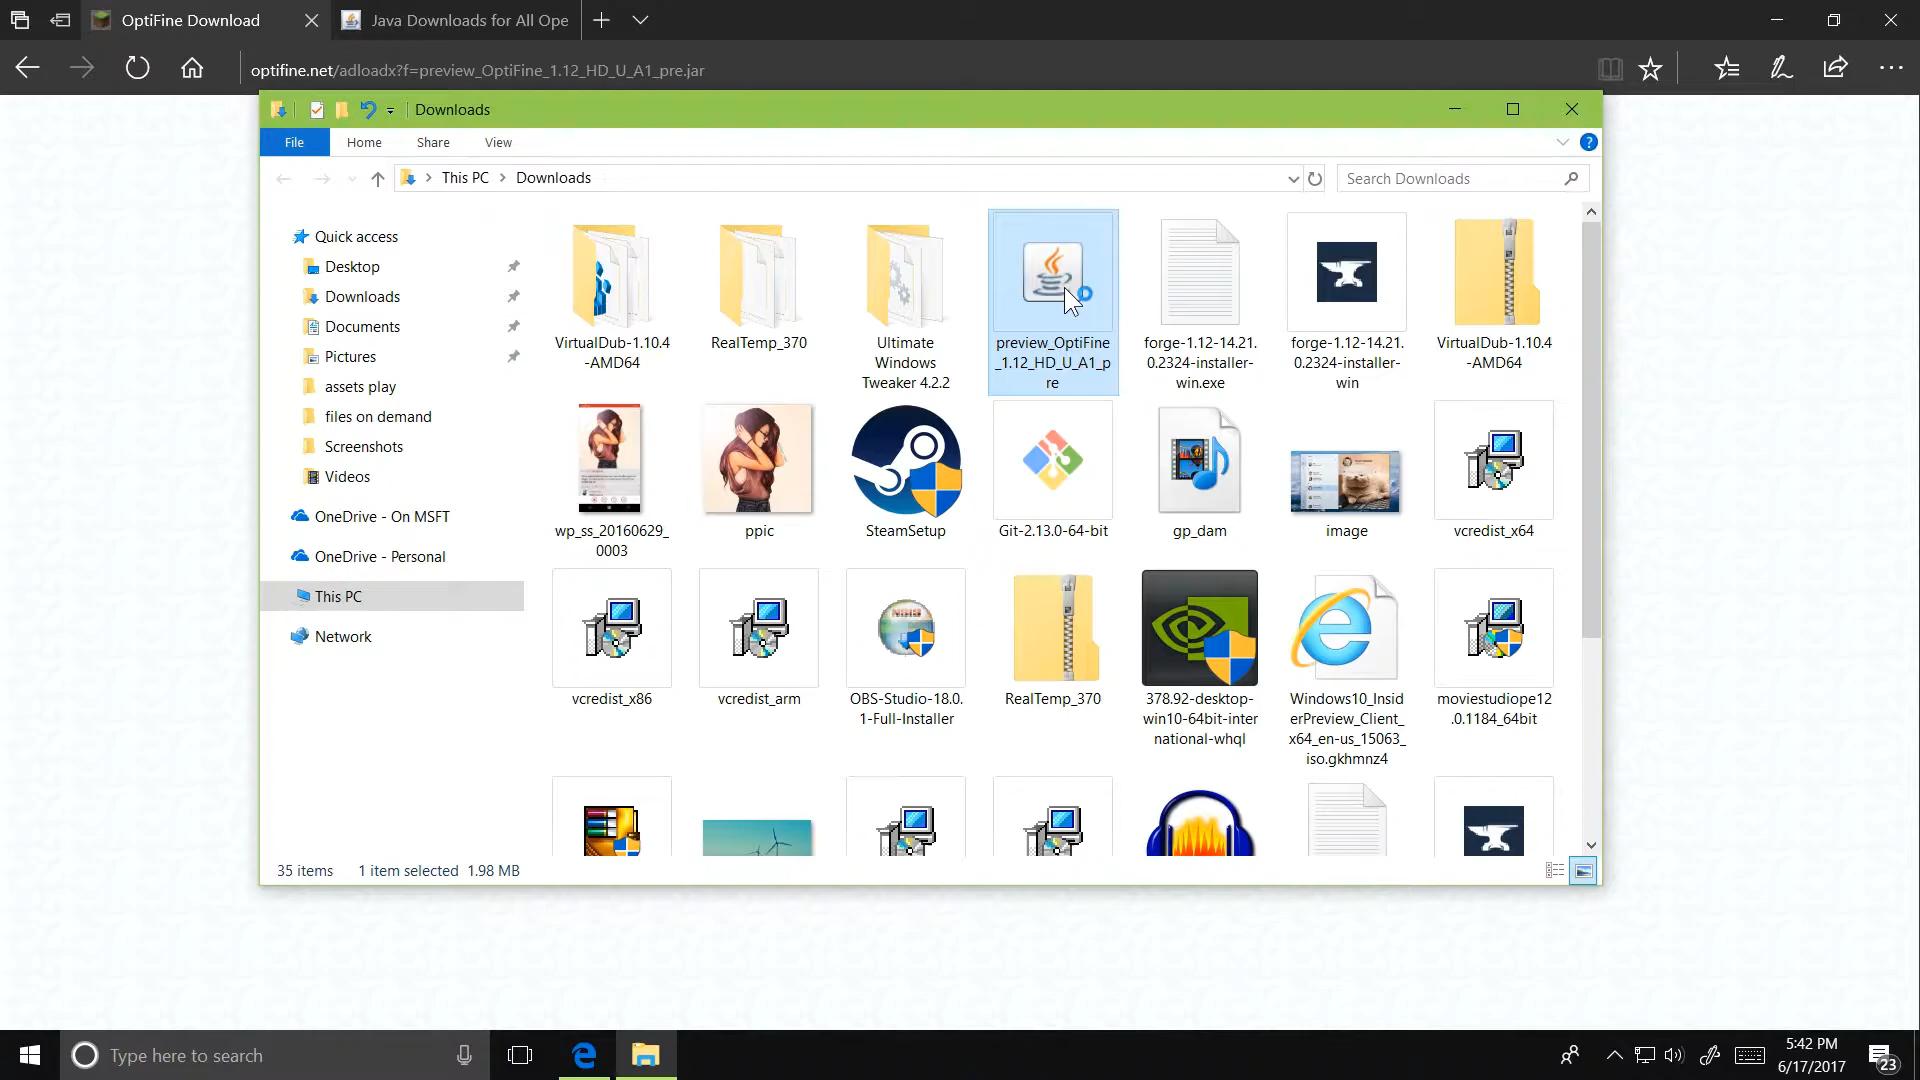 OptiFine Download
Java Downloads for All Ope
optifine.net/adloadx?f=preview_OptiFine_1.12_HD_U_A1_pre.jar
Downloads
File
Home
Share
View
?
This PC
Downloads
Search Downloads
Quick access
Desktop
Downloads
Documents
Pictures
assets play
files on demand
Screenshots
Videos
OneDrive - On MSFT
OneDrive - Personal
This PC
Network
VirtualDub-1.10.4
-AMD64
RealTemp_370
Ultimate
Windows
Tweaker 4.2.2
preview_OptiFine
_1.12_HD_U_A1_p
re
forge-1.12-14.21.
0.2324-installer-
win.exe
forge-1.12-14.21.
0.2324-installer-
win
VirtualDub-1.10.4
-AMD64
wp_ss_20160629_
0003
ppic
SteamSetup
Git-2.13.0-64-bit
gp_dam
image
vcredist_x64
vcredist_x86
vcredist_arm
NSIS
OBS-Studio-18.0.
1-Full-Installer
RealTemp_370
378.92-desktop-
win10-64bit-inter
national-whql
Windows10_Insid
erPreview_Client_
x64_en-us_15063_
iso.gkhmnz4
moviestudiope12
.0.1184_64bit
35 items
1 item selected 1.98 MB
Type here to search
5:42 PM
6/17/2017
23